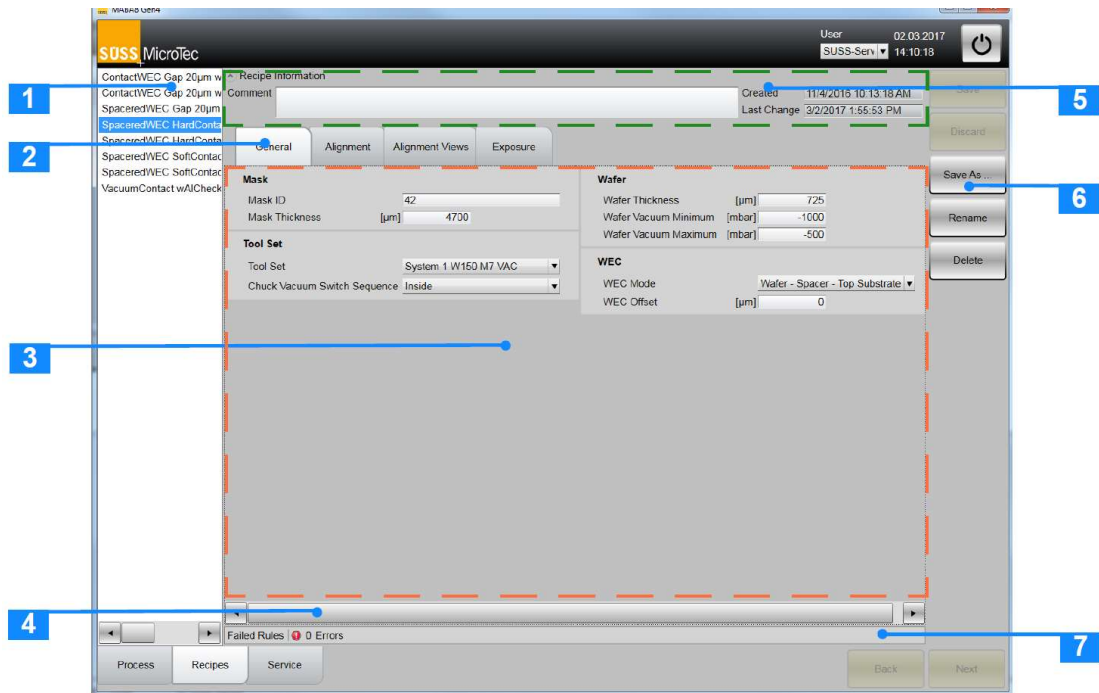 MABA8 Gen4
SUSS MicroTec
User
02.03.2017
SUSS-Serv
14:10:18
1
ContactWEC Gap 20µm w
ContactWEC Gap 20µm w
SpaceredWEC Gap 20µm
SpaceredWEC HardConta
SpaceredWEC HardConta
SpaceredWEC SoftContac
SpaceredWEC SoftContac
VacuumContact wAlCheck
2
Recipe Information
Comment
Created 11/4/2016 10:13:18 AM
Last Change 3/2/2017 1:55:53 PM
5
Save
Discard
Save As ...
6
Rename
Delete
General Alignment Alignment Views Exposure
Mask
Mask ID 42
Mask Thickness [µm] 4700
Tool Set
Tool Set System 1 W150 M7 VAC
Chuck Vacuum Switch Sequence Inside
Wafer
Wafer Thickness [µm] 725
Wafer Vacuum Minimum [mbar] -1000
Wafer Vacuum Maximum [mbar] -500
WEC
WEC Mode Wafer - Spacer - Top Substrate
WEC Offset [µm] 0
3
4
Failed Rules 0 Errors
7
Process Recipes Service
Back Next